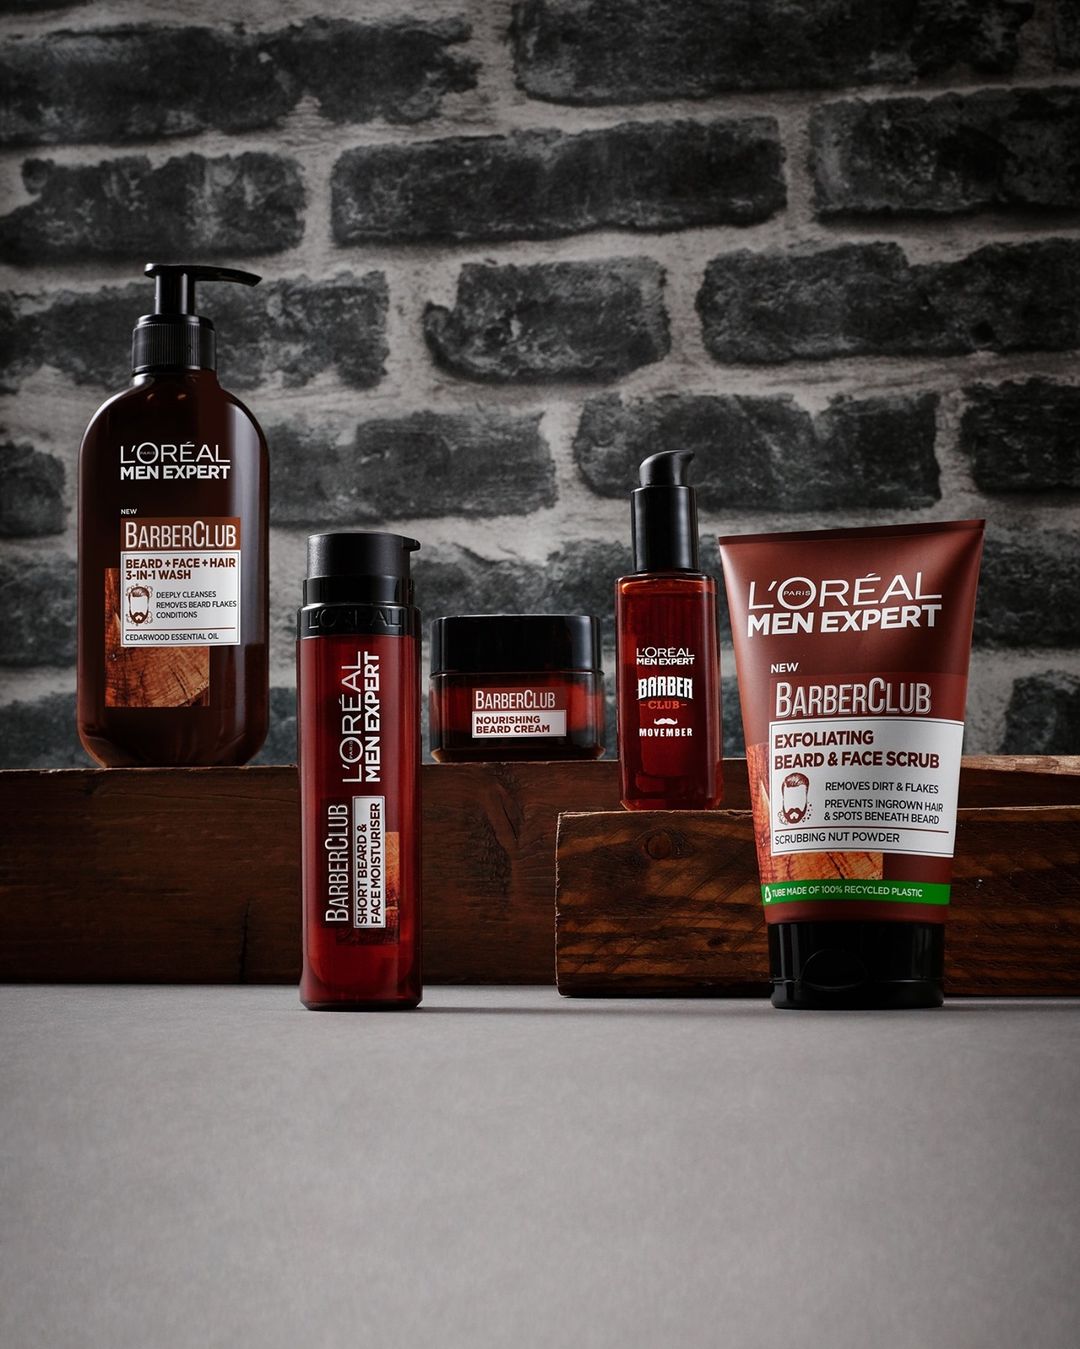 L'ORÉAL
PARIS
MEN EXPERT
NEW
BARBERCLUB
BEARD + FACE + HAIR
3-IN-1 WASH
DEEPLY CLEANSES
REMOVES BEARD FLAKES
CONDITIONS
CEDARWOOD ESSENTIAL OIL
L'ORÉAL
L'ORÉAL
PARIS
MEN EXPERT
BARBERCLUB
SHORT BEARD &
FACE MOISTURISER
BARBERCLUB
NOURISHING
BEARD CREAM
L'ORÉAL
MEN EXPERT
BARBER
CLUB
MOVEMBER
L'ORÉAL
PARIS
MEN EXPERT
NEW
BARBERCLUB
EXFOLIATING
BEARD & FACE SCRUB
REMOVES DIRT & FLAKES
PREVENTS INGROWN HAIR
& SPOTS BENEATH BEARD
SCRUBBING NUT POWDER
TUBE MADE OF 100% RECYCLED PLASTIC